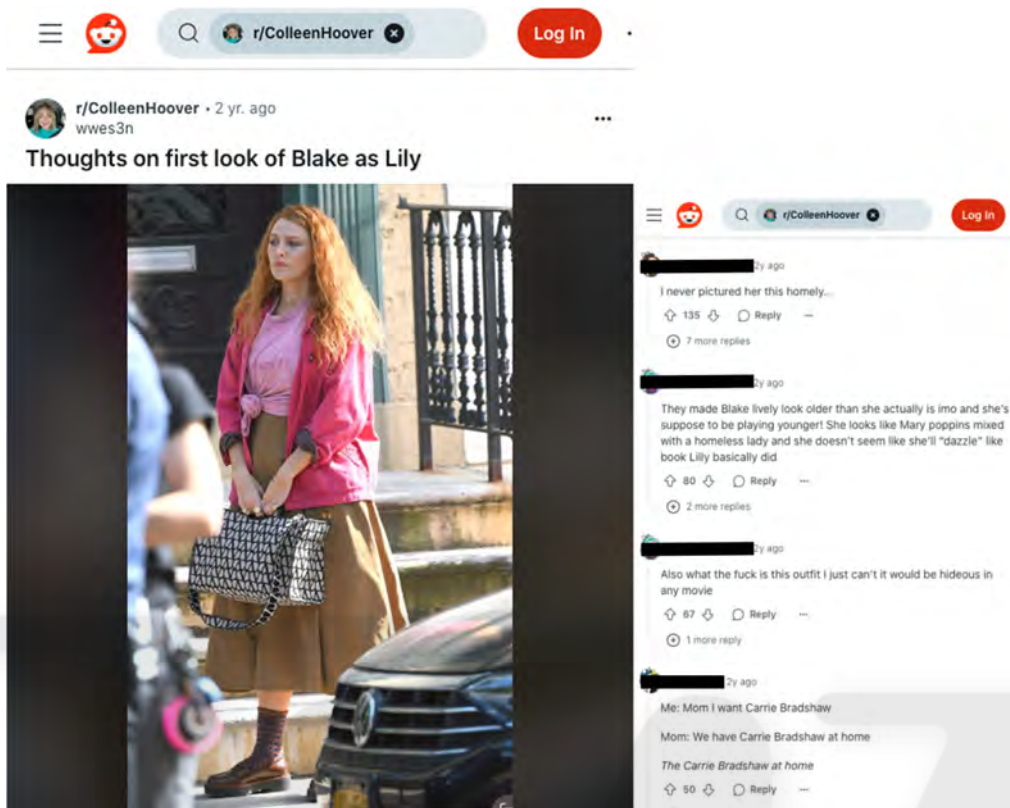 r/ColleenHoover
Log In
r/ColleenHoover • 2 yr. ago
wwes3n
Thoughts on first look of Blake as Lily
r/ColleenHoover
Log In
2y ago
I never pictured her this homely...
135
Reply
7 more replies
2y ago
They made Blake lively look older than she actually is imo and she's
suppose to be playing younger! She looks like Mary poppins mixed
with a homeless lady and she doesn't seem like she'll "dazzle" like
book Lilly basically did
80
Reply
2 more replies
2y ago
Also what the fuck is this outfit I just can't it would be hideous in
any movie
67
Reply
1 more reply
2y ago
Me: Mom I want Carrie Bradshaw
Mom: We have Carrie Bradshaw at home
The Carrie Bradshaw at home
50
Reply